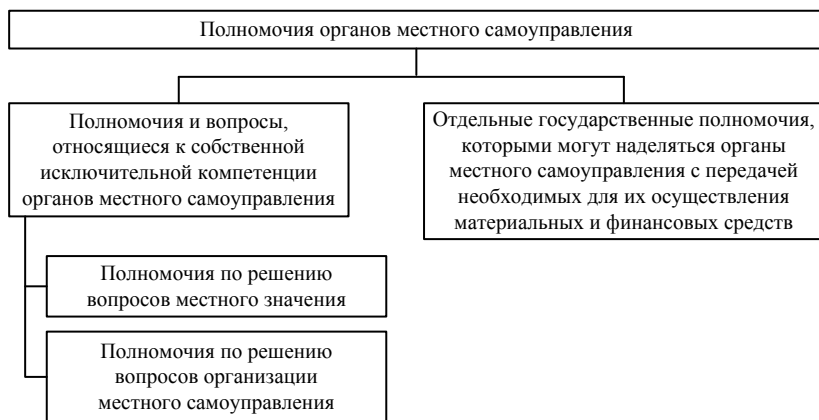 Полномочия органов местного самоуправления
Полномочия и вопросы,
относящиеся к собственной
исключительной компетенции
органов местного самоуправления
Отдельные государственные полномочия,
которыми могут наделяться органы
местного самоуправления с передачей
необходимых для их осуществления
материальных и финансовых средств
Полномочия по решению
вопросов местного значения
Полномочия по решению
вопросов организации
местного самоуправления